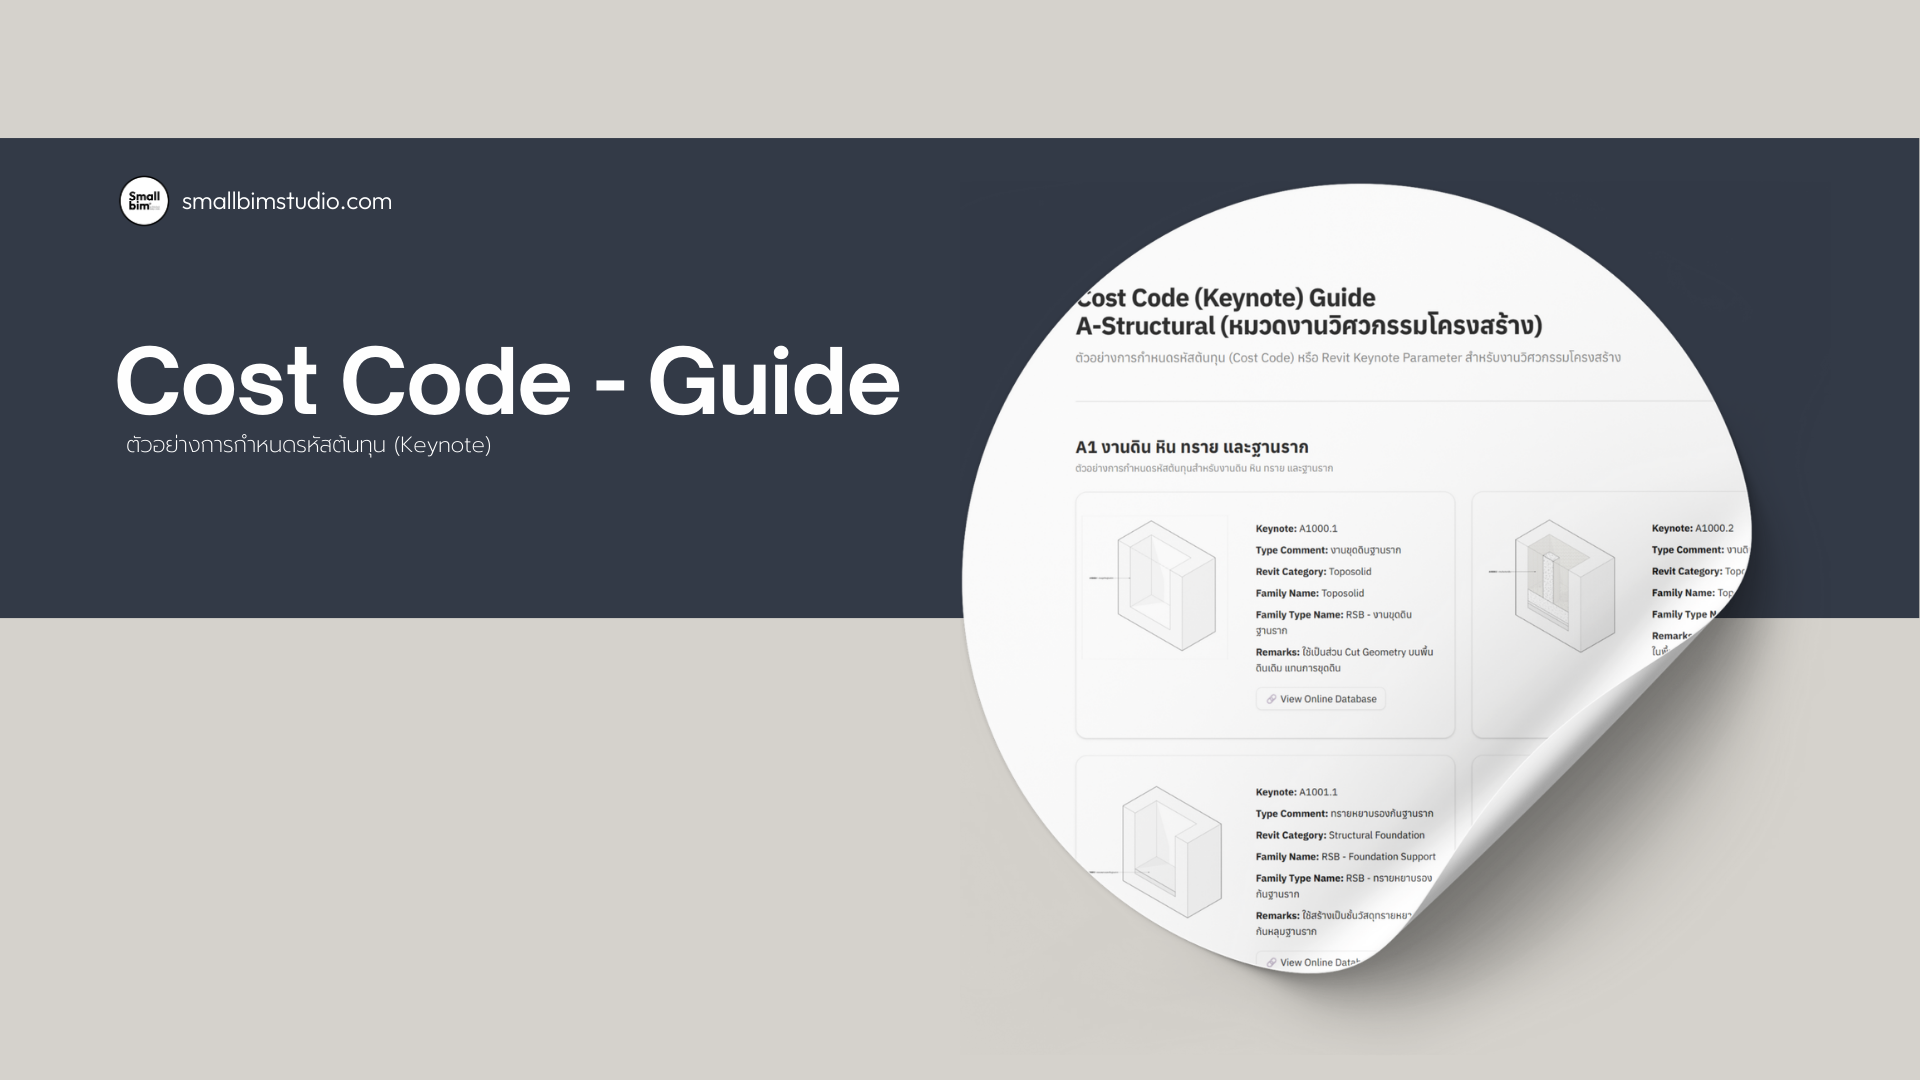 Small
bim
smallbimstudio.com
Cost Code - Guide
ตัวอย่างการกำหนดรหัสต้นทุน (Keynote)
Cost Code (Keynote) Guide
A-Structural (หมวดงานวิศวกรรมโครงสร้าง)
ตัวอย่างการกำหนดรหัสต้นทุน (Cost Code) หรือ Revit Keynote Parameter สำหรับงานวิศวกรรมโครงสร้าง
A1 งานดิน หิน ทราย และฐานราก
ตัวอย่างการกำหนดรหัสต้นทุนสำหรับงานดิน หิน ทราย และฐานราก
Keynote: A1000.1
Type Comment: งานขุดดินฐานราก
Revit Category: Toposolid
Family Name: Toposolid
Family Type Name: RSB - งานขุดดิน
ฐานราก
Remarks: ใช้เป็นส่วน Cut Geometry บนพื้น
ดินเดิม แทนการขุดดิน
View Online Database
Keynote: A1000.2
Type Comment:
Revit Category:
Family Name:
Family Type
Keynote: A1001.1
Type Comment: ทรายหยาบรองก้นฐานราก
Revit Category: Structural Foundation
Family Name: RSB - Foundation Support
Family Type Name: RSB - ทรายหยาบรอง
ก้นฐานราก
Remarks: ใช้สร้างเป็นชั้นวัสดุทรายหยา
ก้นหลุมฐานราก
View Online